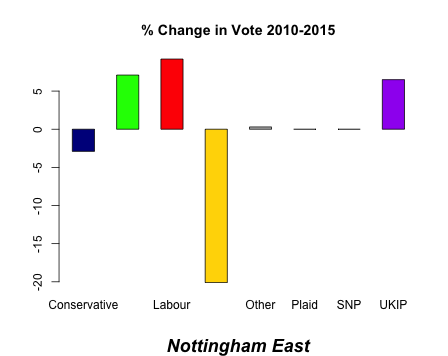 % Change in Vote 2010-2015
5
0
-5
-10
-15
-20
Conservative Labour Other Plaid SNP UKIP
Nottingham East